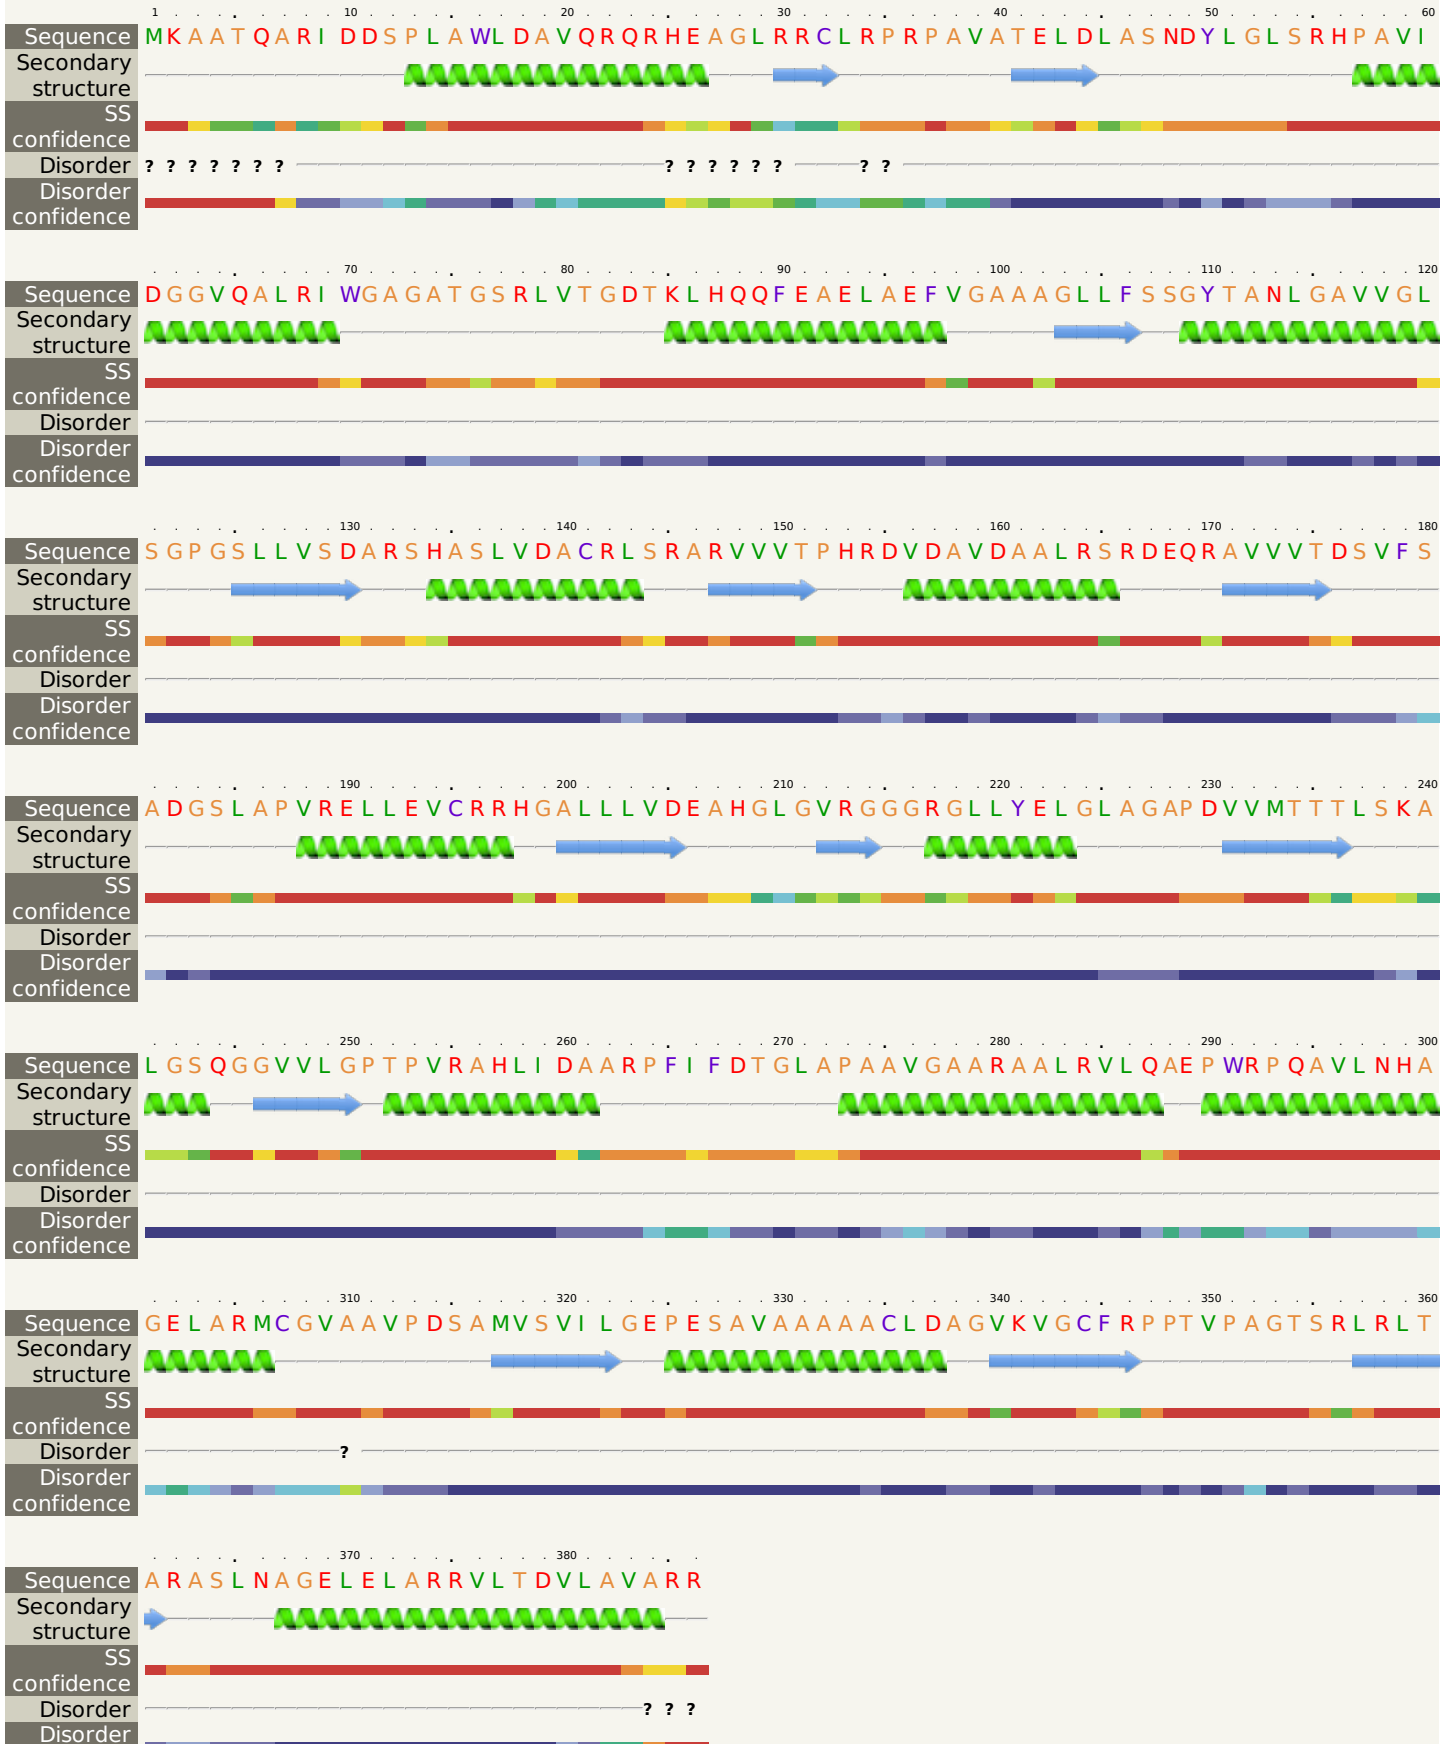 1 . . . . 10 . . . . 20 . . . . 30 . . . . 40 . . . . 50 . . . . 60
Sequence MKAATQARIDDSPLAWLDAVQRQRHEAGLRRCLRPRPAVATELDLASNDYLGLSRHPAVI
Secondary
structure
SS
confidence
Disorder ? ? ? ? ? ? ? ? ? ? ? ? ? ? ?
Disorder
confidence
70 80 90 100 110 120
Sequence DGGVQALRIWGAGATGSRLVTGDTKLHQQFEAELAEFVGAAAGLLFSSGYTANLGAVVGL
Secondary
structure
SS
confidence
Disorder
Disorder
confidence
130 140 150 160 170 180
Sequence SGPGSLLVSDARSHASLVDACRLSRARVVVTPHRDVDAVDAALRSRDEQRAVVVTDSVFS
Secondary
structure
SS
confidence
Disorder
Disorder
confidence
190 200 210 220 230 240
Sequence ADGSLAPVRELLEVCRRHGALLLVDEAHGLGVRGGGRGLLYELGLAGAPDVVMTTTLSKA
Secondary
structure
SS
confidence
Disorder
Disorder
confidence
250 260 270 280 290 300
Sequence LGSQGGVVLGPTPVRAHLIDAARPFIFDTGLAPAAVGAARAALRVLQAEPWRPQAVLNHA
Secondary
structure
SS
confidence
Disorder
Disorder
confidence
310 320 330 340 350 360
Sequence GELARMCGVAAVPDSAMVSVILGEPESAVAAAAACLDAGVKVGCFRPPTVPAGTSRLRLT
Secondary
structure
SS
confidence
Disorder ?
Disorder
confidence
370 380
Sequence ARASLNAGELELARRVLTDVLAVARR
Secondary
structure
SS
confidence
Disorder ? ? ?
Disorder